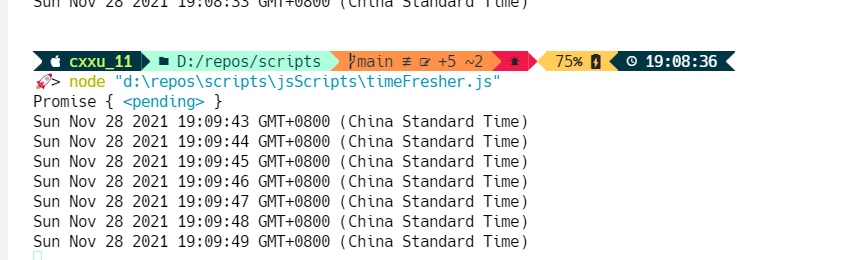 Sun Nov 28 2021 19:08:33 GMT+0800 (China Standard Time)
cxxu_11 D:/repos/scripts main ≢ +5 ~2 75% 19:08:36
> node "d:\repos\scripts\jsScripts\timeFresher.js"
Promise { <pending> }
Sun Nov 28 2021 19:09:43 GMT+0800 (China Standard Time)
Sun Nov 28 2021 19:09:44 GMT+0800 (China Standard Time)
Sun Nov 28 2021 19:09:45 GMT+0800 (China Standard Time)
Sun Nov 28 2021 19:09:46 GMT+0800 (China Standard Time)
Sun Nov 28 2021 19:09:47 GMT+0800 (China Standard Time)
Sun Nov 28 2021 19:09:48 GMT+0800 (China Standard Time)
Sun Nov 28 2021 19:09:49 GMT+0800 (China Standard Time)